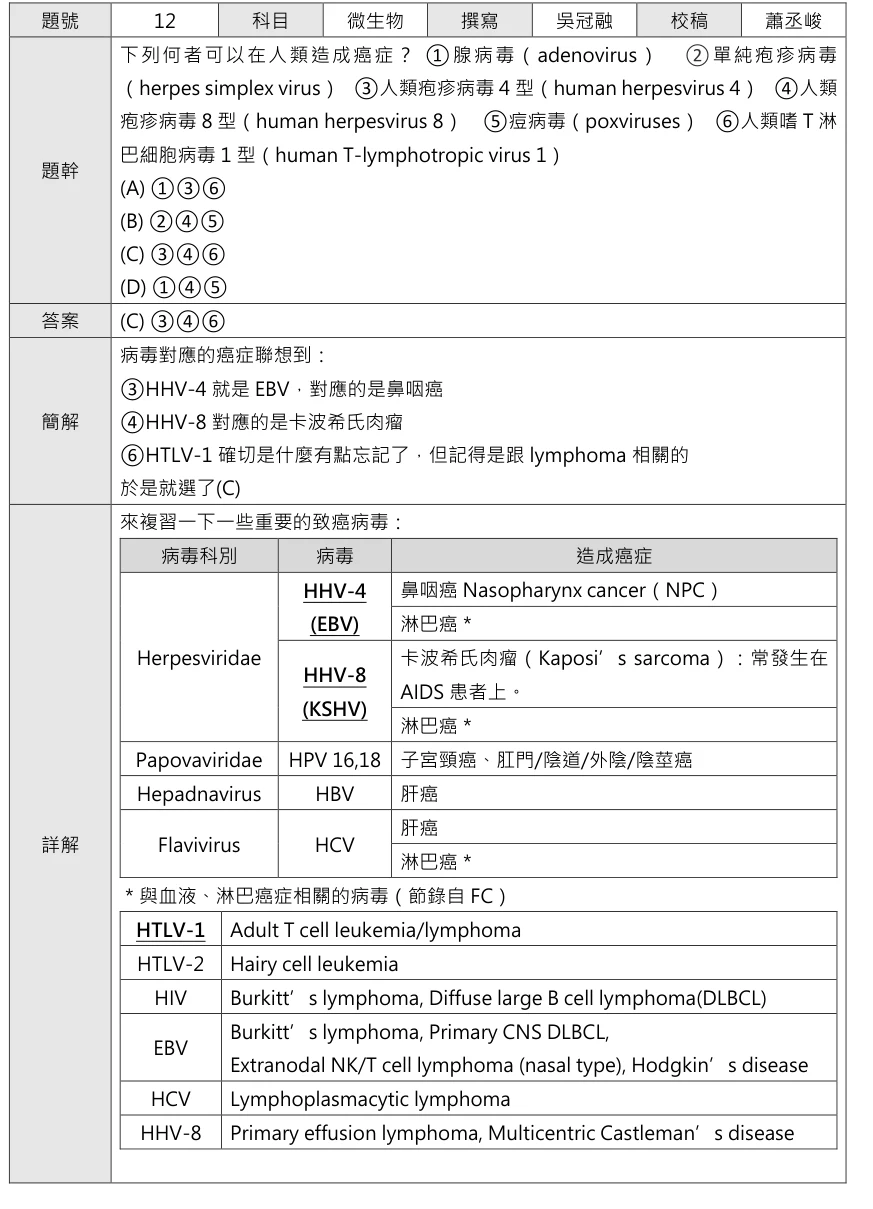 題號 12 科目 微生物 撰寫 吳冠融 校稿 蕭丞峻
題幹
下列何者可以在人類造成癌症？ ①腺病毒（adenovirus） ②單純疱疹病毒
（herpes simplex virus） ③人類疱疹病毒 4 型（human herpesvirus 4） ④人類
疱疹病毒 8 型（human herpesvirus 8） ⑤痘病毒（poxviruses） ⑥人類嗜 T 淋
巴細胞病毒 1 型（human T-lymphotropic virus 1）
(A) ①③⑥
(B) ②④⑤
(C) ③④⑥
(D) ①④⑤
答案 (C) ③④⑥
簡解
病毒對應的癌症聯想到：
③HHV-4 就是 EBV，對應的是鼻咽癌
④HHV-8 對應的是卡波希氏肉瘤
⑥HTLV-1 確切是什麼有點忘記了，但記得是跟 lymphoma 相關的
於是就選了(C)
詳解
來複習一下一些重要的致癌病毒：
病毒科別 病毒 造成癌症
Herpesviridae
HHV-4
(EBV)
鼻咽癌 Nasopharynx cancer（NPC）
淋巴癌 *
HHV-8
(KSHV)
卡波希氏肉瘤（Kaposi’s sarcoma）：常發生在
AIDS 患者上。
淋巴癌 *
Papovaviridae HPV 16,18 子宮頸癌、肛門/陰道/外陰/陰莖癌
Hepadnavirus HBV 肝癌
Flavivirus HCV
肝癌
淋巴癌 *
* 與血液、淋巴癌症相關的病毒（節錄自 FC）
HTLV-1 Adult T cell leukemia/lymphoma
HTLV-2 Hairy cell leukemia
HIV Burkitt’s lymphoma, Diffuse large B cell lymphoma(DLBCL)
EBV
Burkitt’s lymphoma, Primary CNS DLBCL,
Extranodal NK/T cell lymphoma (nasal type), Hodgkin’s disease
HCV Lymphoplasmacytic lymphoma
HHV-8 Primary effusion lymphoma, Multicentric Castleman’s disease